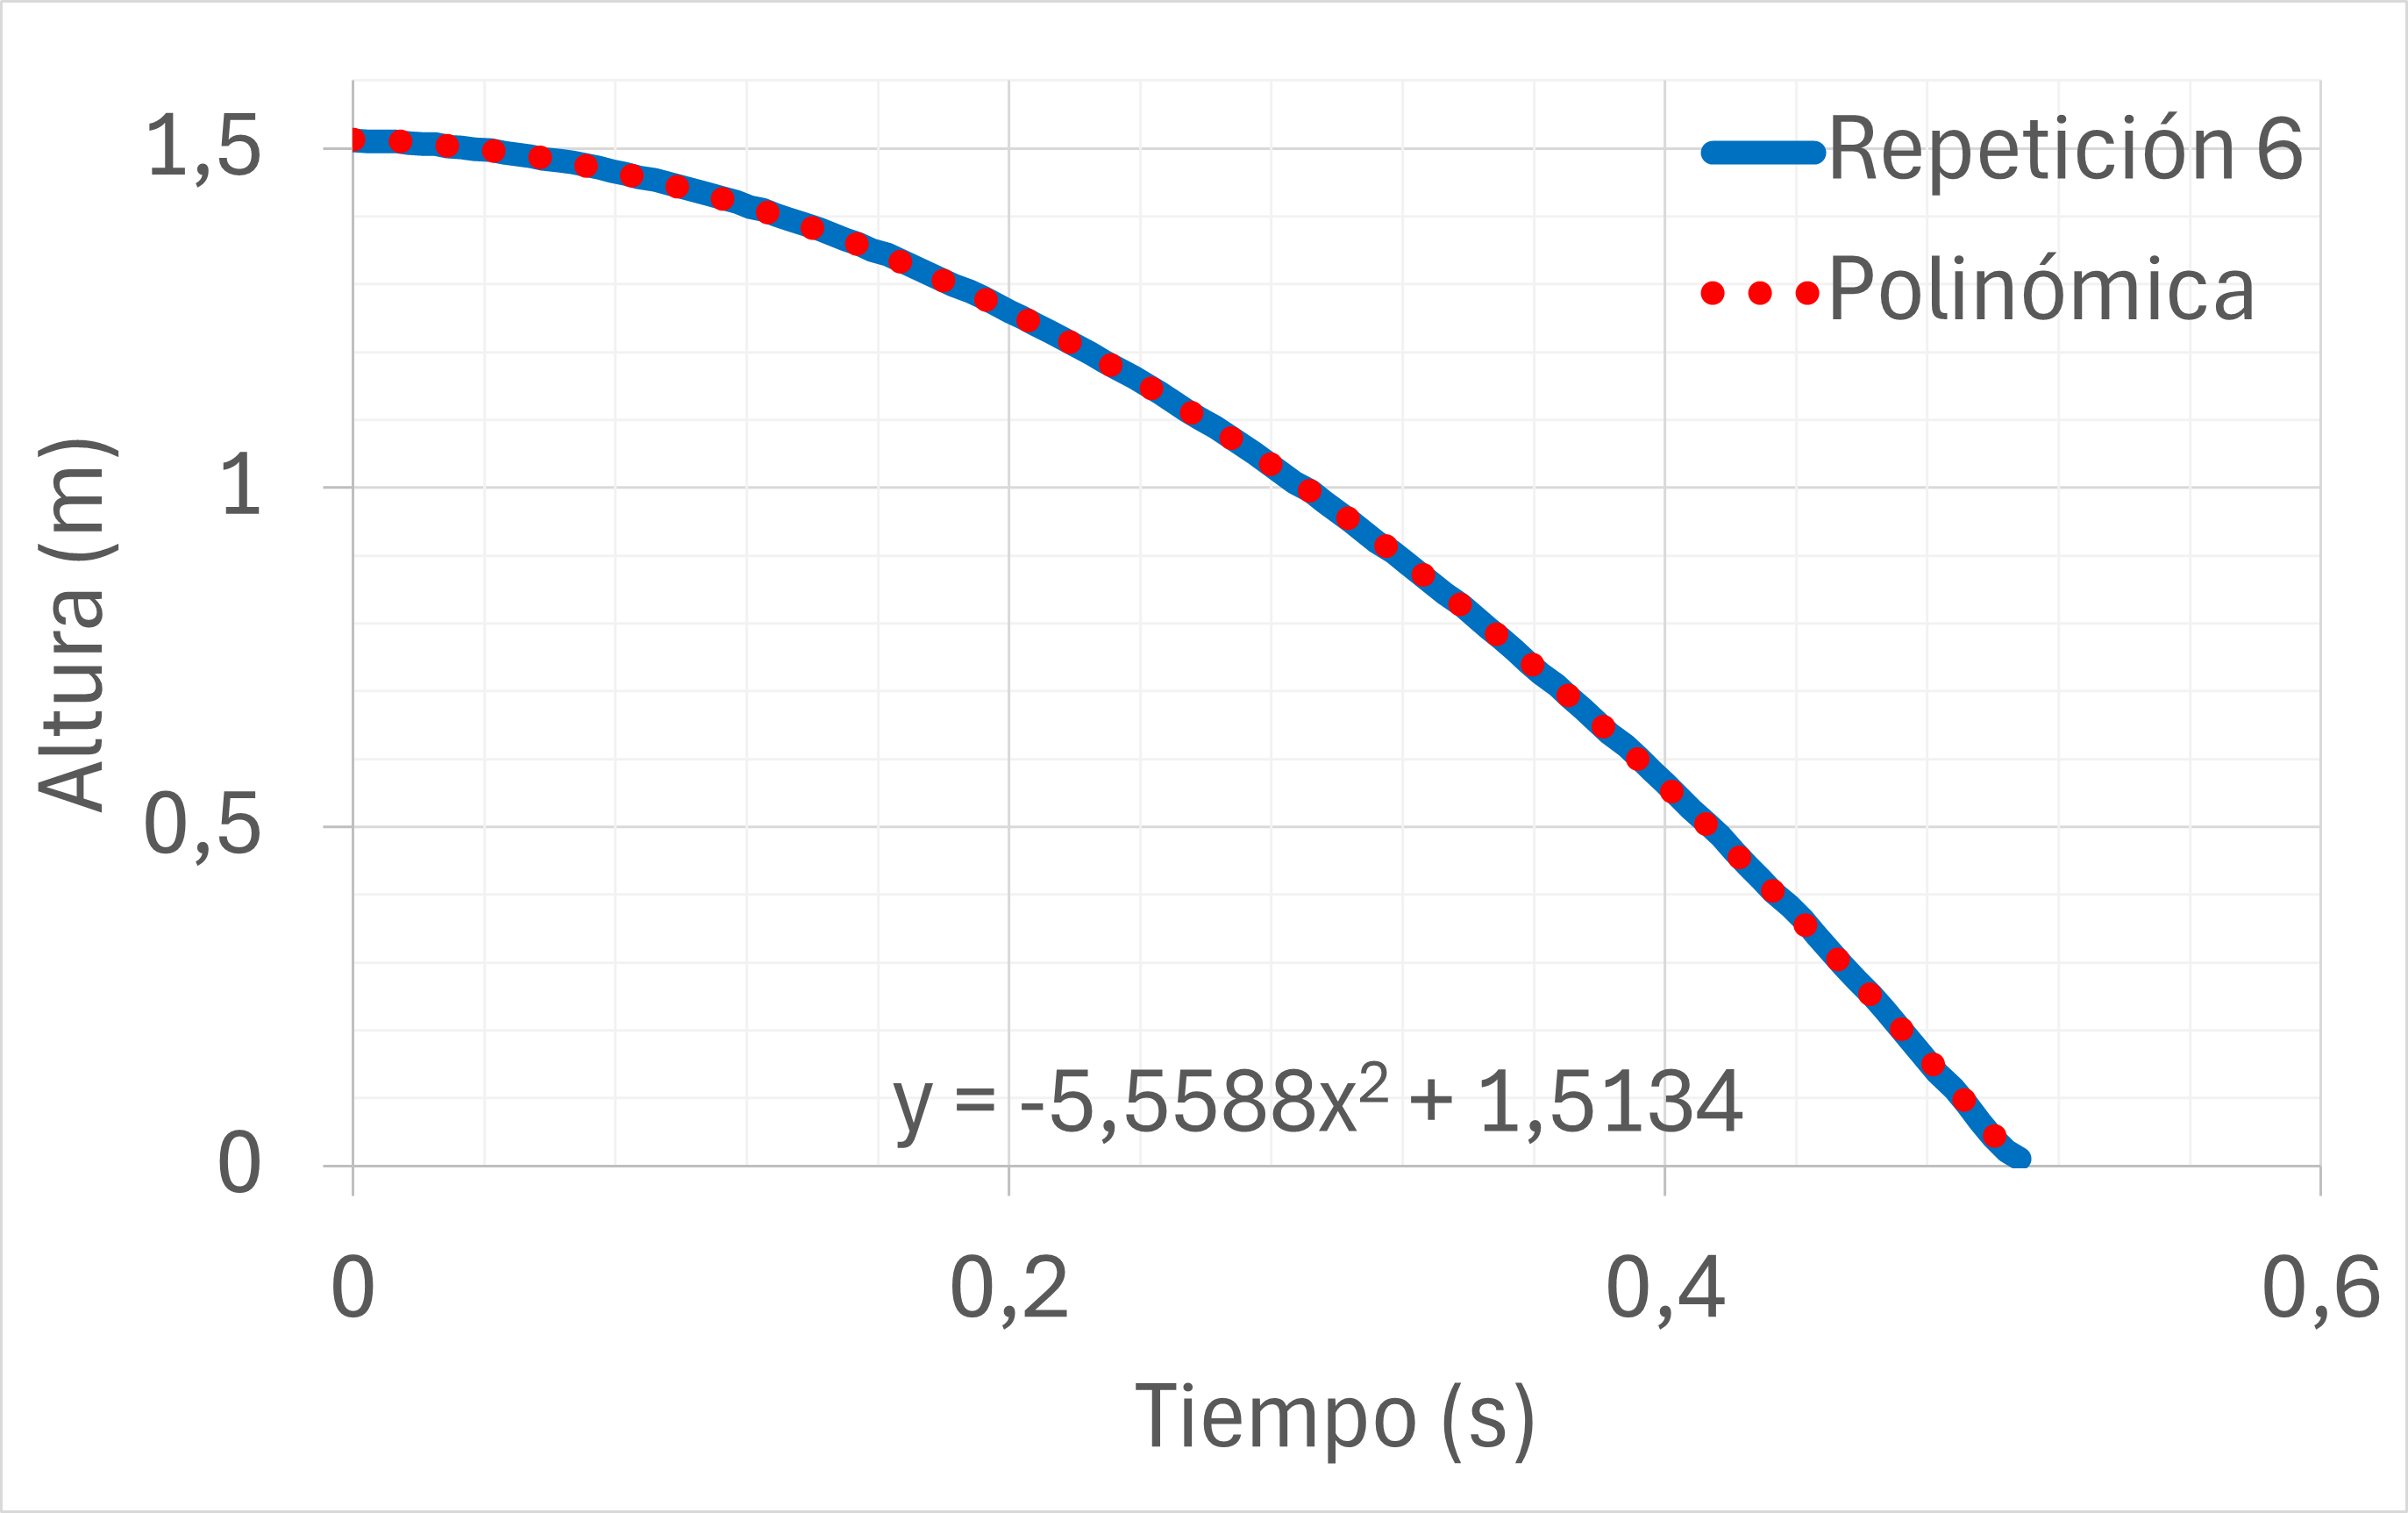 Repetición 6
Polinómica
Altura (m)
1,5
1
0,5
0
y = -5,5588x² + 1,5134
0
0,2
0,4
0,6
Tiempo (s)